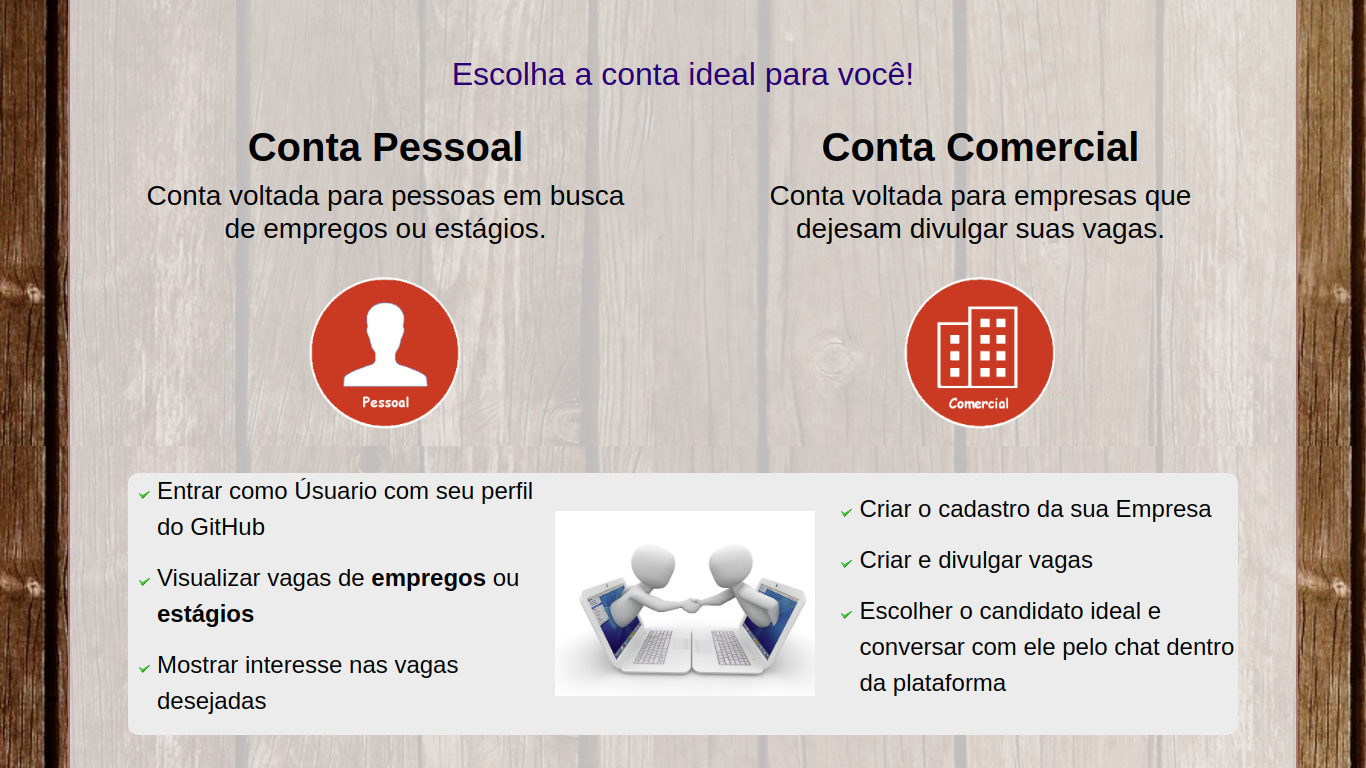 Escolha a conta ideal para você!
Conta Pessoal
Conta voltada para pessoas em busca
de empregos ou estágios.
Pessoal
Conta Comercial
Conta voltada para empresas que
dejesam divulgar suas vagas.
Comercial
Entrar como Úsuario com seu perfil
do GitHub
Visualizar vagas de empregos ou
estágios
Mostrar interesse nas vagas
desejadas
Criar o cadastro da sua Empresa
Criar e divulgar vagas
Escolher o candidato ideal e
conversar com ele pelo chat dentro
da plataforma